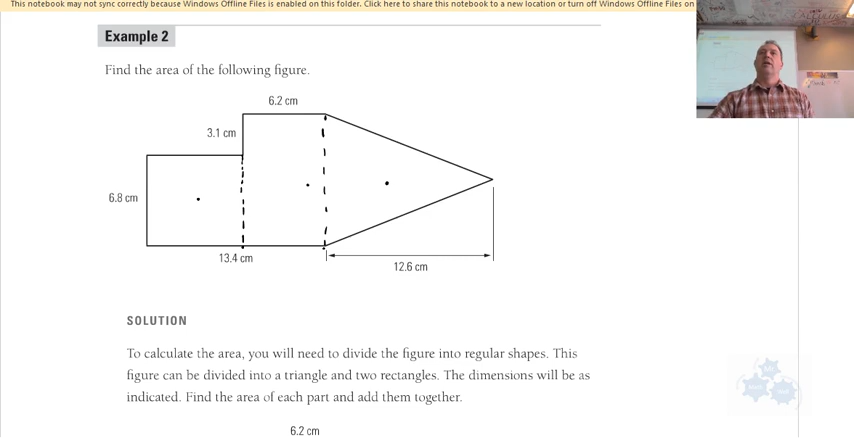 This notebook may not sync correctly because Windows Offline Files is enabled on this folder. Click here to share this notebook to a new location or turn off Windows Offline Files on
Example 2
Find the area of the following figure.
6.2 cm
3.1 cm
6.8 cm
13.4 cm
12.6 cm
SOLUTION
To calculate the area, you will need to divide the figure into regular shapes. This
figure can be divided into a triangle and two rectangles. The dimensions will be as
indicated. Find the area of each part and add them together.
6.2 cm